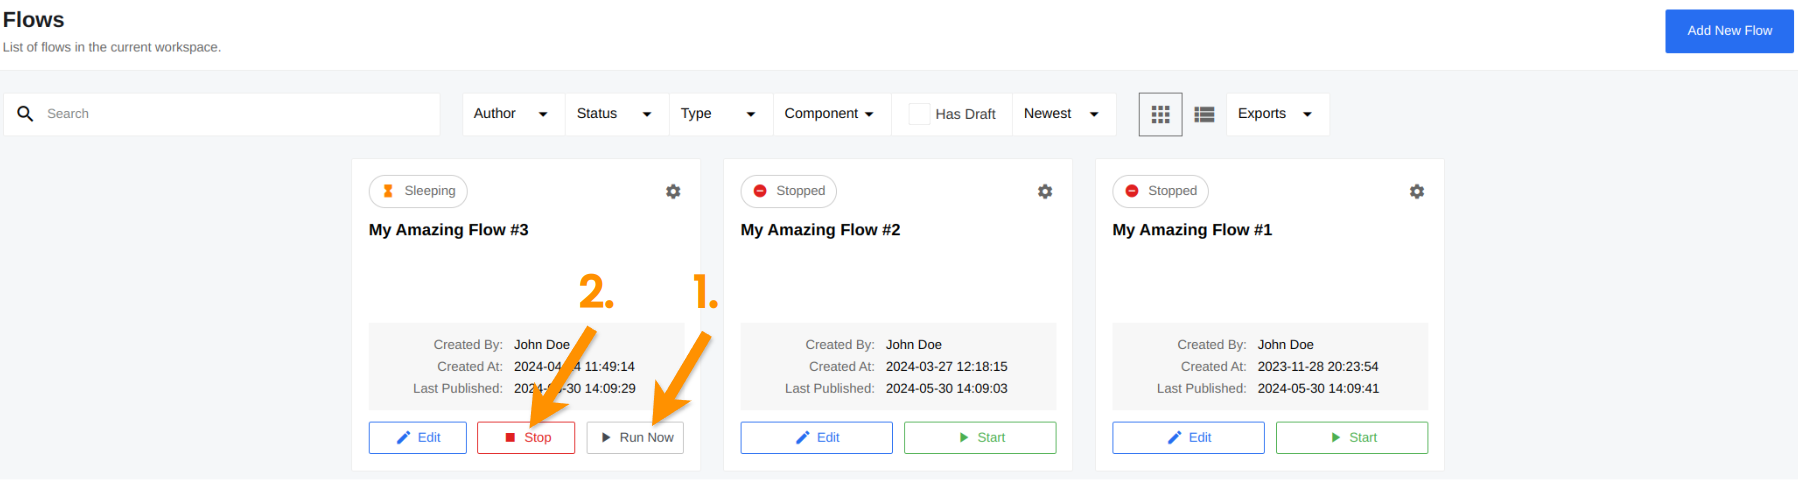 Flows
List of flows in the current workspace.
Add New Flow
Search
Author
Status
Type
Component
Has Draft
Newest
Exports
Sleeping
My Amazing Flow #3
2.
1.
Created By: John Doe
Created At: 2024-04- 4 11:49:14
Last Published: 2024- -30 14:09:29
Edit
Stop
Run Now
Stopped
My Amazing Flow #2
Created By: John Doe
Created At: 2024-03-27 12:18:15
Last Published: 2024-05-30 14:09:03
Edit
Start
Stopped
My Amazing Flow #1
Created By: John Doe
Created At: 2023-11-28 20:23:54
Last Published: 2024-05-30 14:09:41
Edit
Start